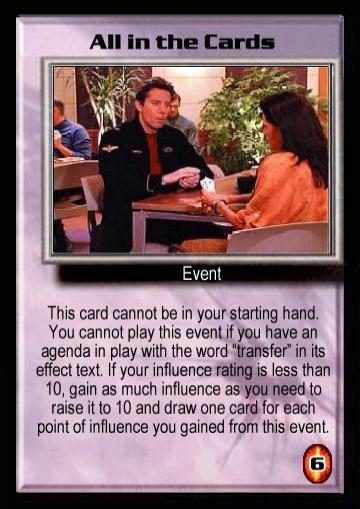 All in the Cards
Event
This card cannot be in your starting hand.
You cannot play this event if you have an
agenda in play with the word “transfer” in its
effect text. If your influence rating is less than
10, gain as much influence as you need to
raise it to 10 and draw one card for each
point of influence you gained from this event.
6